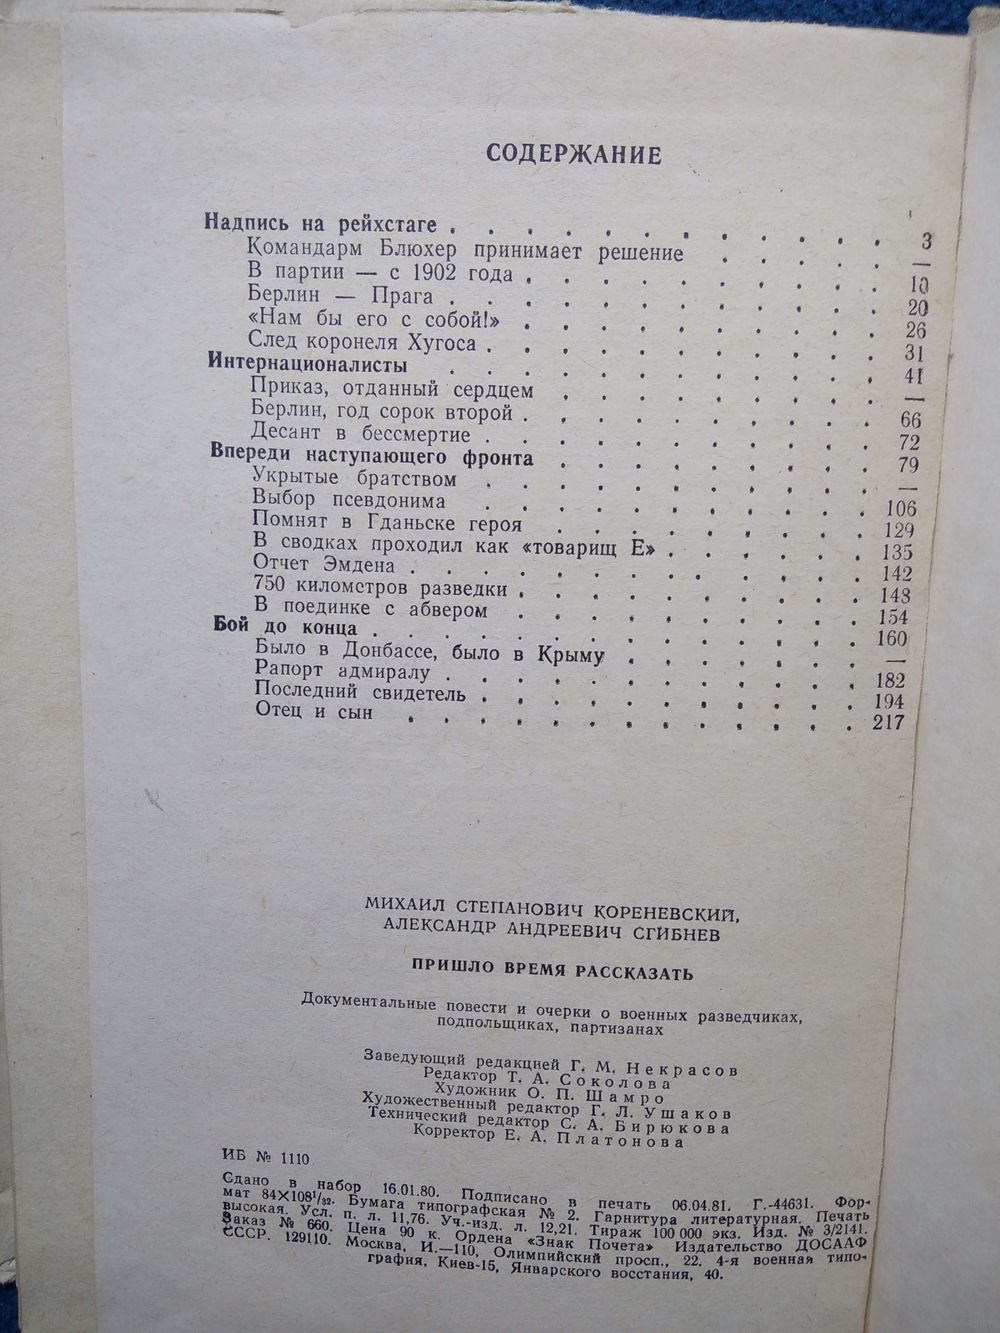 СОДЕРЖАНИЕ
Надпись на рейхстаге . . . . . . . . . . . . 3
Командарм Блюхер принимает решение . . . . . —
В партии — с 1902 года . . . . . . . . . . 10
Берлин — Прага . . . . . . . . . . . . 20
«Нам бы его с собой!» . . . . . . . . . . 26
След коронеля Хугоса . . . . . . . . . . . 31
Интернационалисты . . . . . . . . . . . . 41
Приказ, отданный сердцем . . . . . . . . . —
Берлин, год сорок второй . . . . . . . . . . 66
Десант в бессмертие . . . . . . . . . . . 72
Впереди наступающего фронта . . . . . . . . . 79
Укрытые братством . . . . . . . . . . . —
Выбор псевдонима . . . . . . . . . . . 106
Помнят в Гданьске героя . . . . . . . . . 129
В сводках проходил как «товарищ Е» . . . . . . 135
Отчет Эмдена . . . . . . . . . . . . . 142
750 километров разведки . . . . . . . . . . 143
В поединке с абвером . . . . . . . . . . 154
Бой до конца . . . . . . . . . . . . . . 160
Было в Донбассе, было в Крыму . . . . . . . . —
Рапорт адмиралу . . . . . . . . . . . . 182
Последний свидетель . . . . . . . . . . . 194
Отец и сын . . . . . . . . . . . . . 217
МИХАИЛ СТЕПАНОВИЧ КОРЕНЕВСКИЙ,
АЛЕКСАНДР АНДРЕЕВИЧ СГИБНЕВ
ПРИШЛО ВРЕМЯ РАССКАЗАТЬ
Документальные повести и очерки о военных разведчиках,
подпольщиках, партизанах
Заведующий редакцией Г. М. Некрасов
Редактор Т. А. Соколова
Художник О. П. Шамро
Художественный редактор Г. Л. Ушаков
Технический редактор С. А. Бирюкова
Корректор Е. А. Платонова
ИБ № 1110
Сдано в набор 16.01.80. Подписано в печать 06.04.81. Г.-44631. Фор-
мат 84×108¹/₃₂. Бумага типографская № 2. Гарнитура литературная. Печать
высокая. Усл. п. л. 11,76. Уч.-изд. л. 12,21. Тираж 100 000 экз. Изд. № 3/2141.
Заказ № 660. Цена 90 к. Ордена «Знак Почета» Издательство ДОСААФ
СССР. 129110. Москва, И.—110, Олимпийский просп., 22. 4-я военная типо-
графия, Киев-15, Январского восстания, 40.